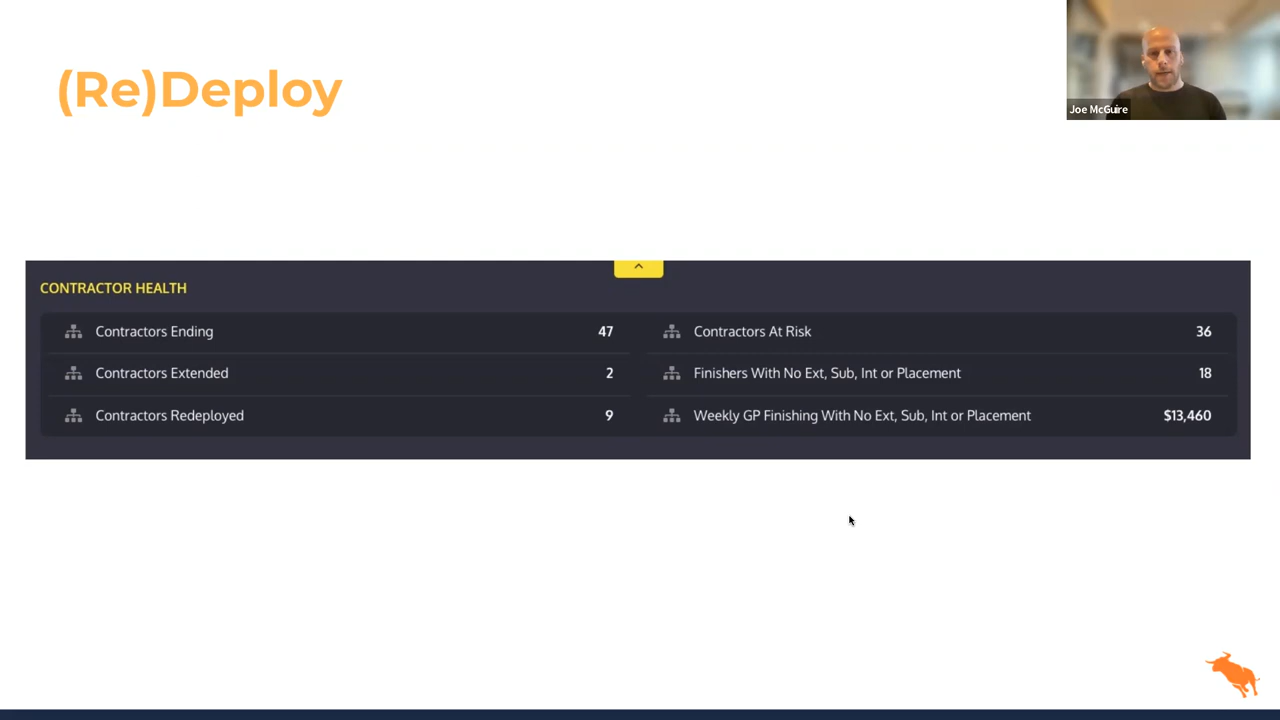 (Re)Deploy
Joe McGuire
CONTRACTOR HEALTH
Contractors Ending 47
Contractors At Risk 36
Contractors Extended 2
Finishers With No Ext, Sub, Int or Placement 18
Contractors Redeployed 9
Weekly GP Finishing With No Ext, Sub, Int or Placement $13,460